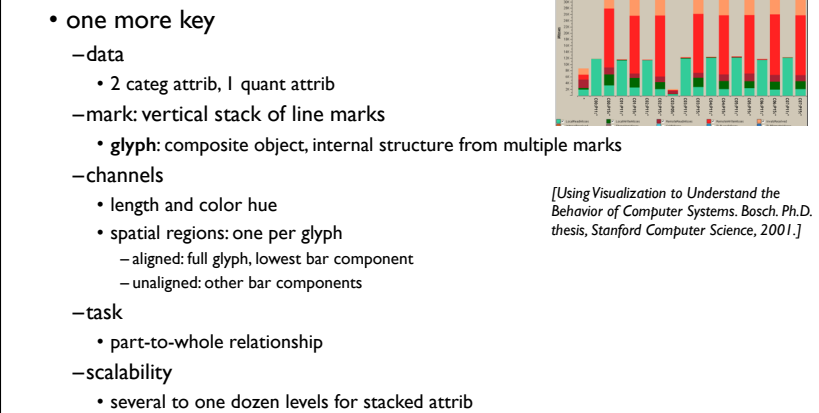 • one more key
–data
• 2 categ attrib, 1 quant attrib
–mark: vertical stack of line marks
• glyph: composite object, internal structure from multiple marks
–channels
• length and color hue
• spatial regions: one per glyph
– aligned: full glyph, lowest bar component
– unaligned: other bar components
–task
• part-to-whole relationship
–scalability
• several to one dozen levels for stacked attrib
[Using Visualization to Understand the
Behavior of Computer Systems. Bosch. Ph.D.
thesis, Stanford Computer Science, 2001.]